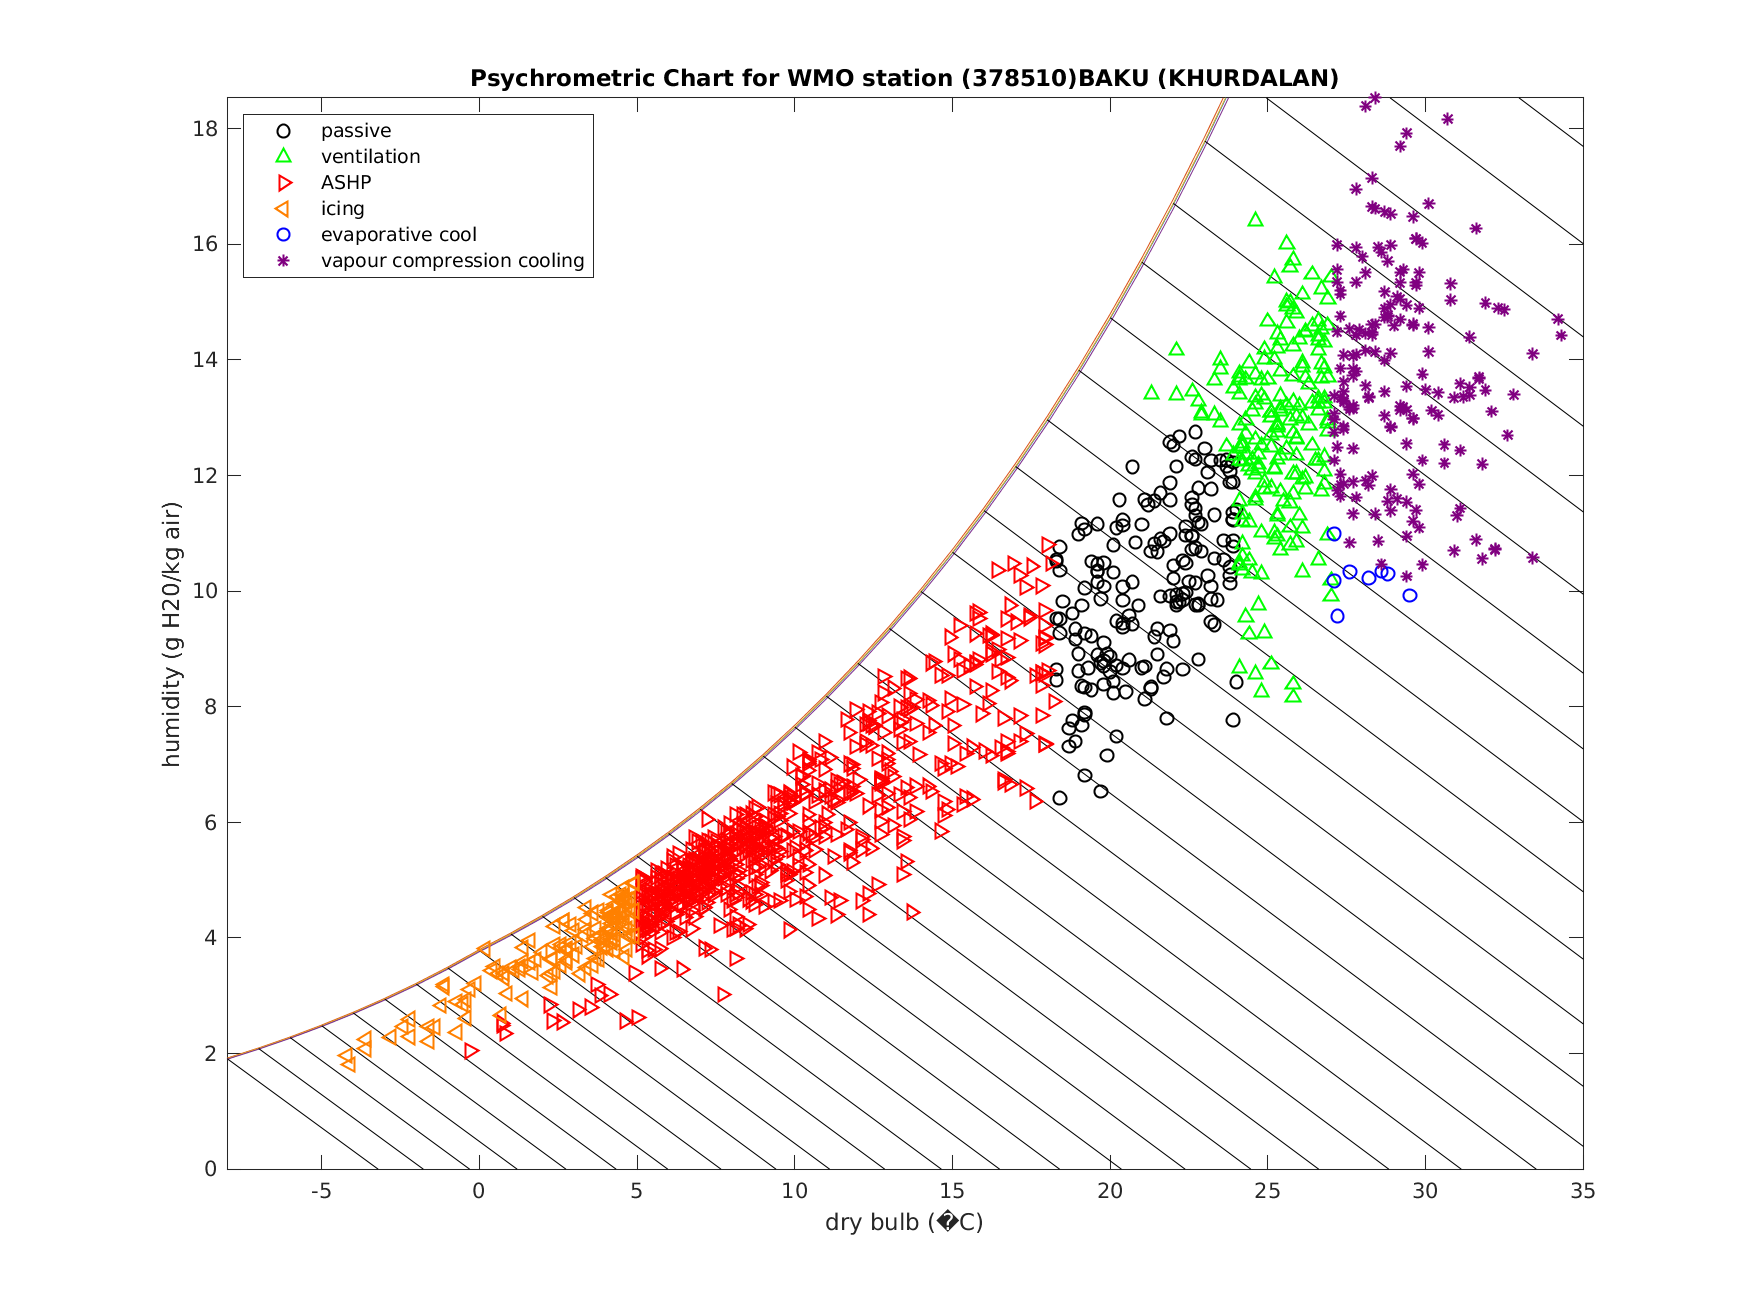 Psychrometric Chart for WMO station (378510)BAKU (KHURDALAN)
passive
ventilation
ASHP
icing
evaporative cool
vapour compression cooling
18
16
14
12
10
8
6
4
2
0
humidity (g H20/kg air)
-5 0 5 10 15 20 25 30 35
dry bulb (�C)